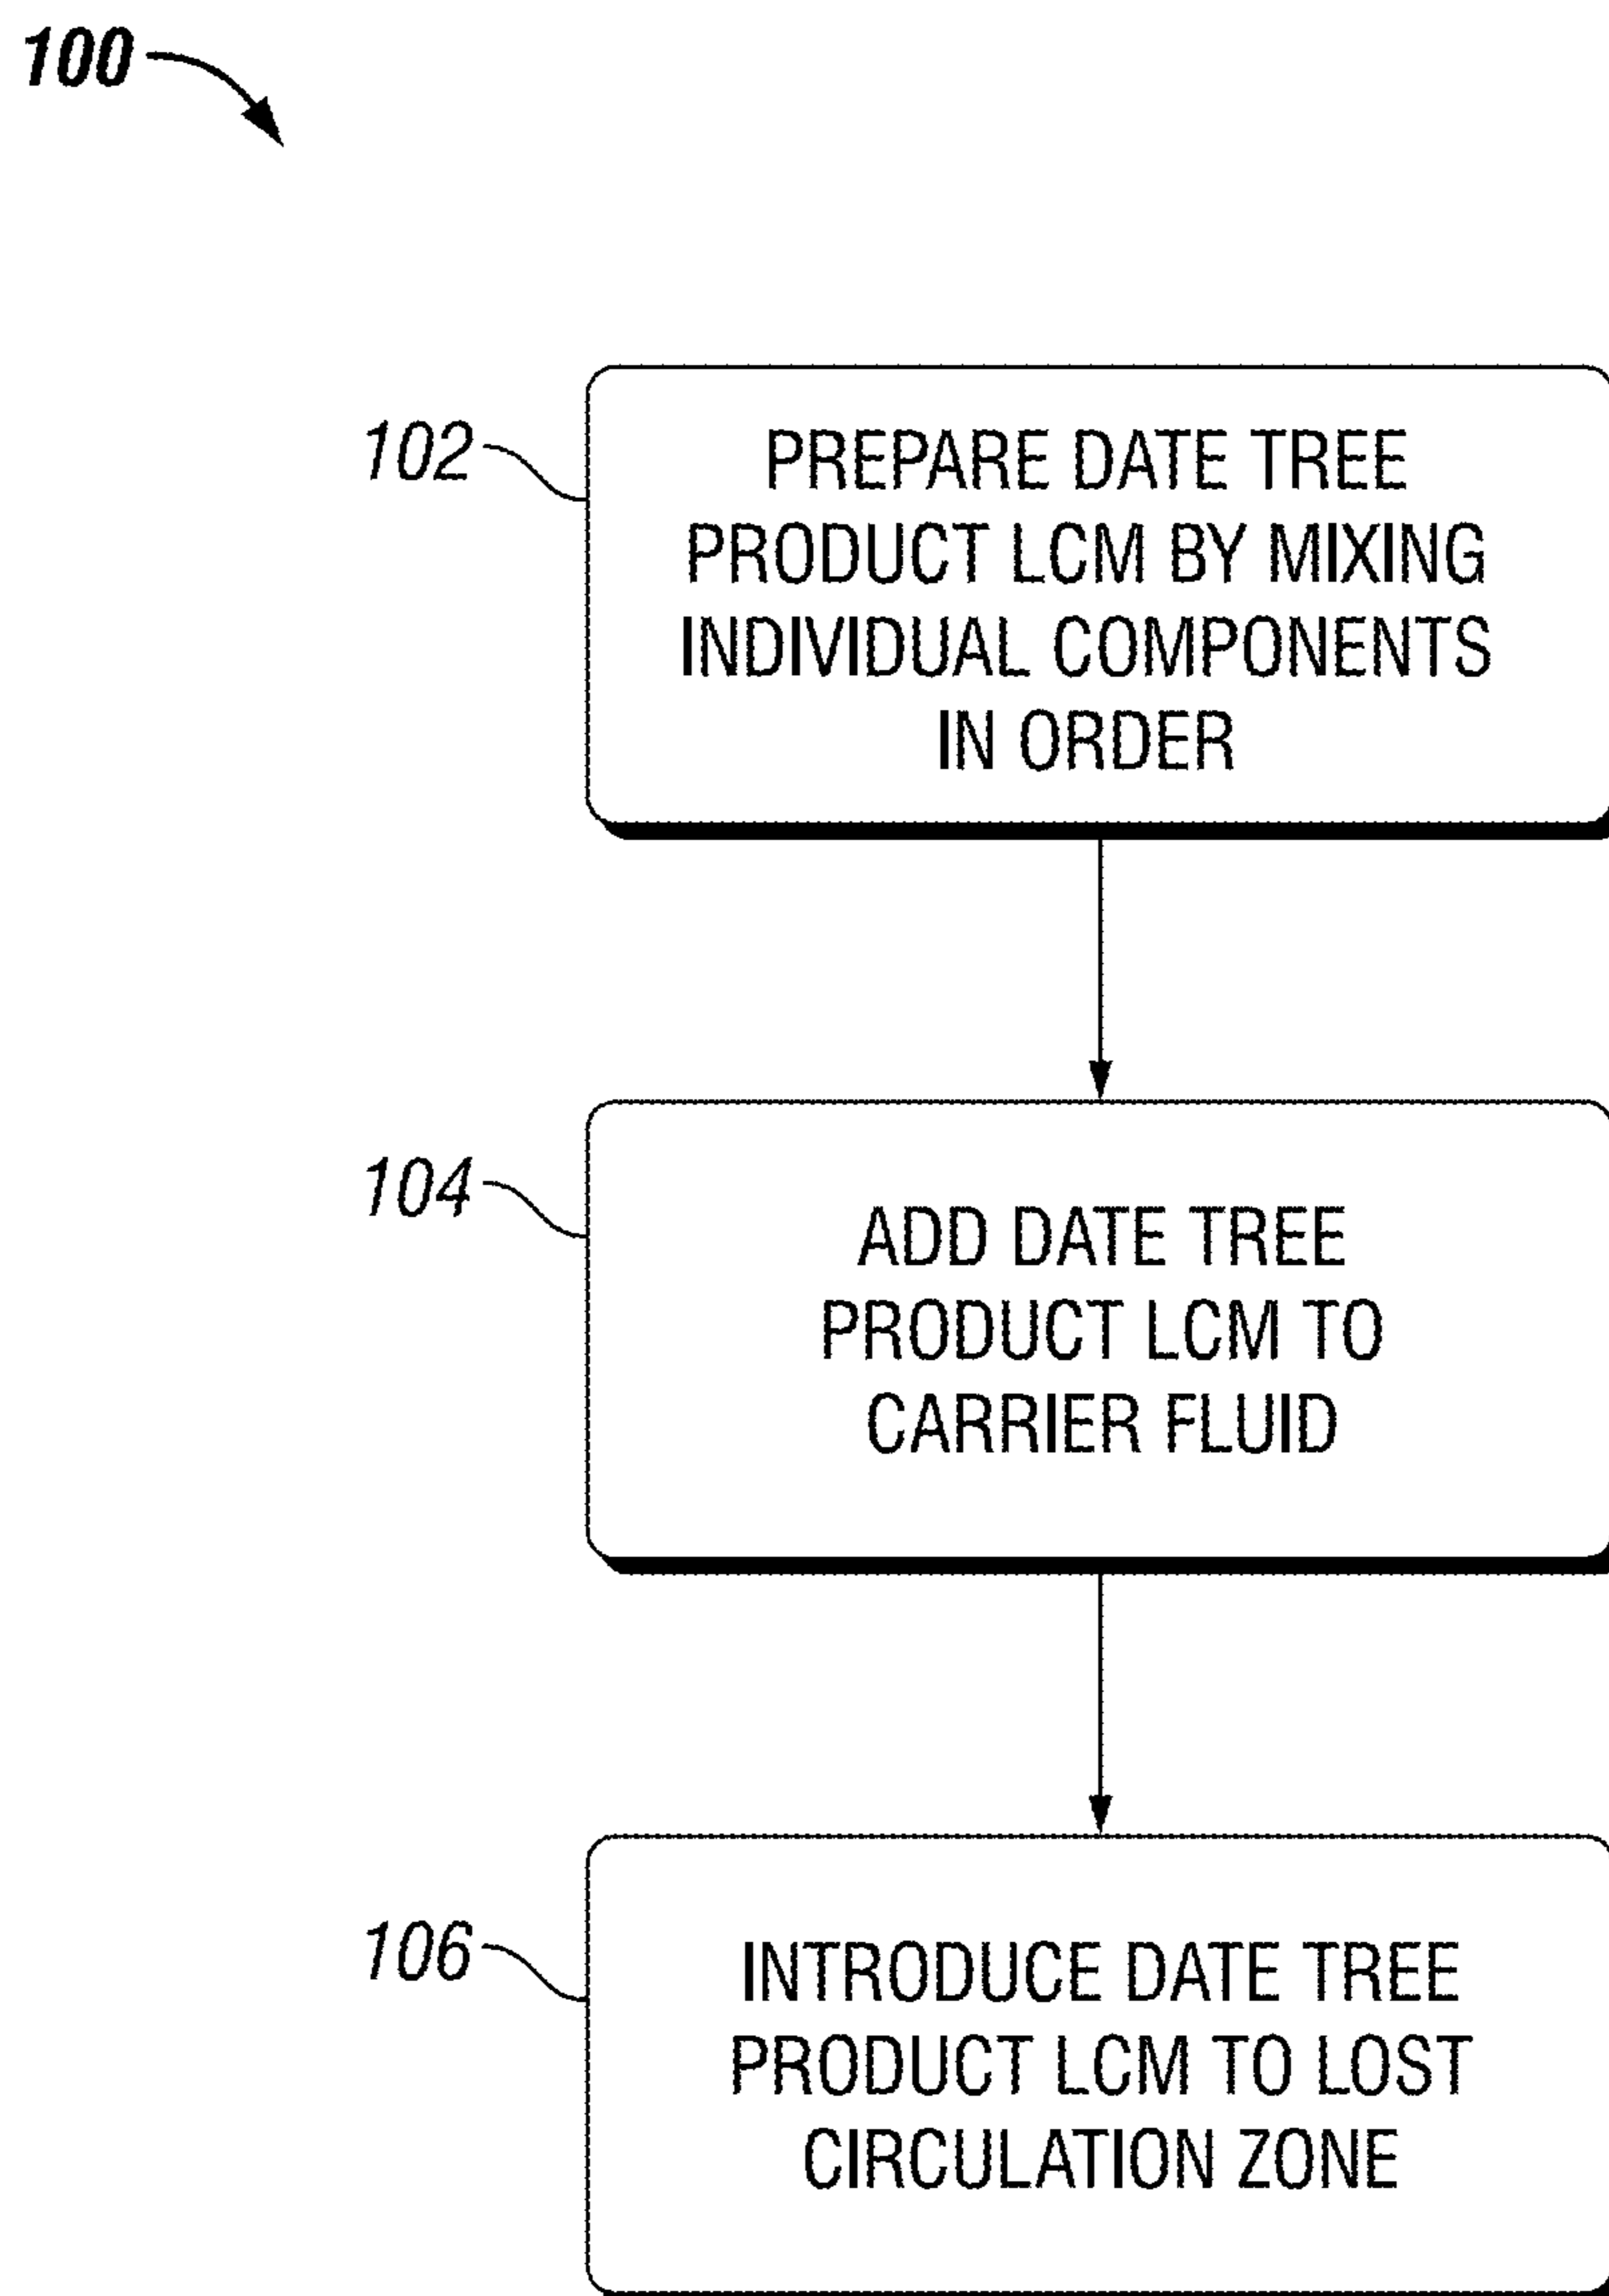 100
102
PREPARE DATE TREE
PRODUCT LCM BY MIXING
INDIVIDUAL COMPONENTS
IN ORDER
104
ADD DATE TREE
PRODUCT LCM TO
CARRIER FLUID
106
INTRODUCE DATE TREE
PRODUCT LCM TO LOST
CIRCULATION ZONE